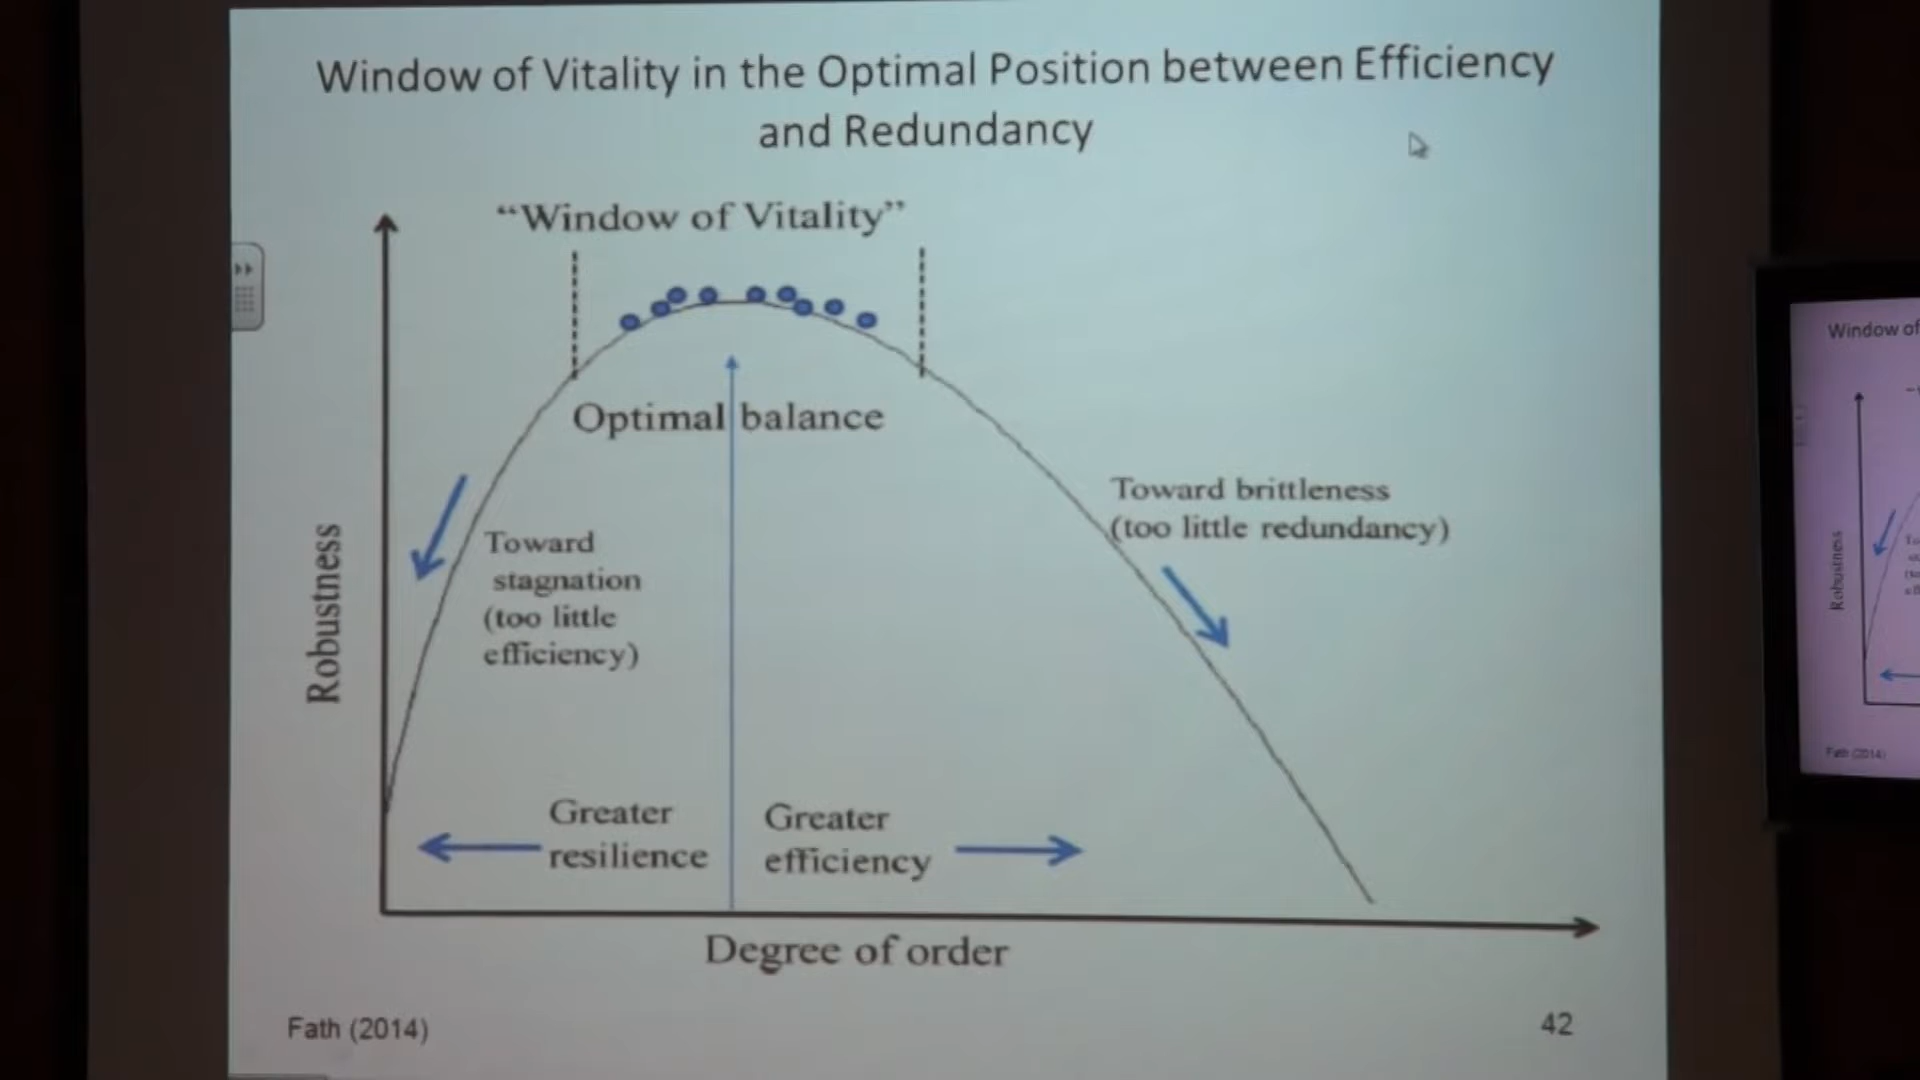 Window of Vitality in the Optimal Position between Efficiency
and Redundancy
“Window of Vitality”
Optimal balance
Toward brittleness
(too little redundancy)
Toward
stagnation
(too little
efficiency)
Robustness
Greater
resilience
Greater
efficiency
Degree of order
Fath (2014)
42
Window of
Robustness
Fath (2014)